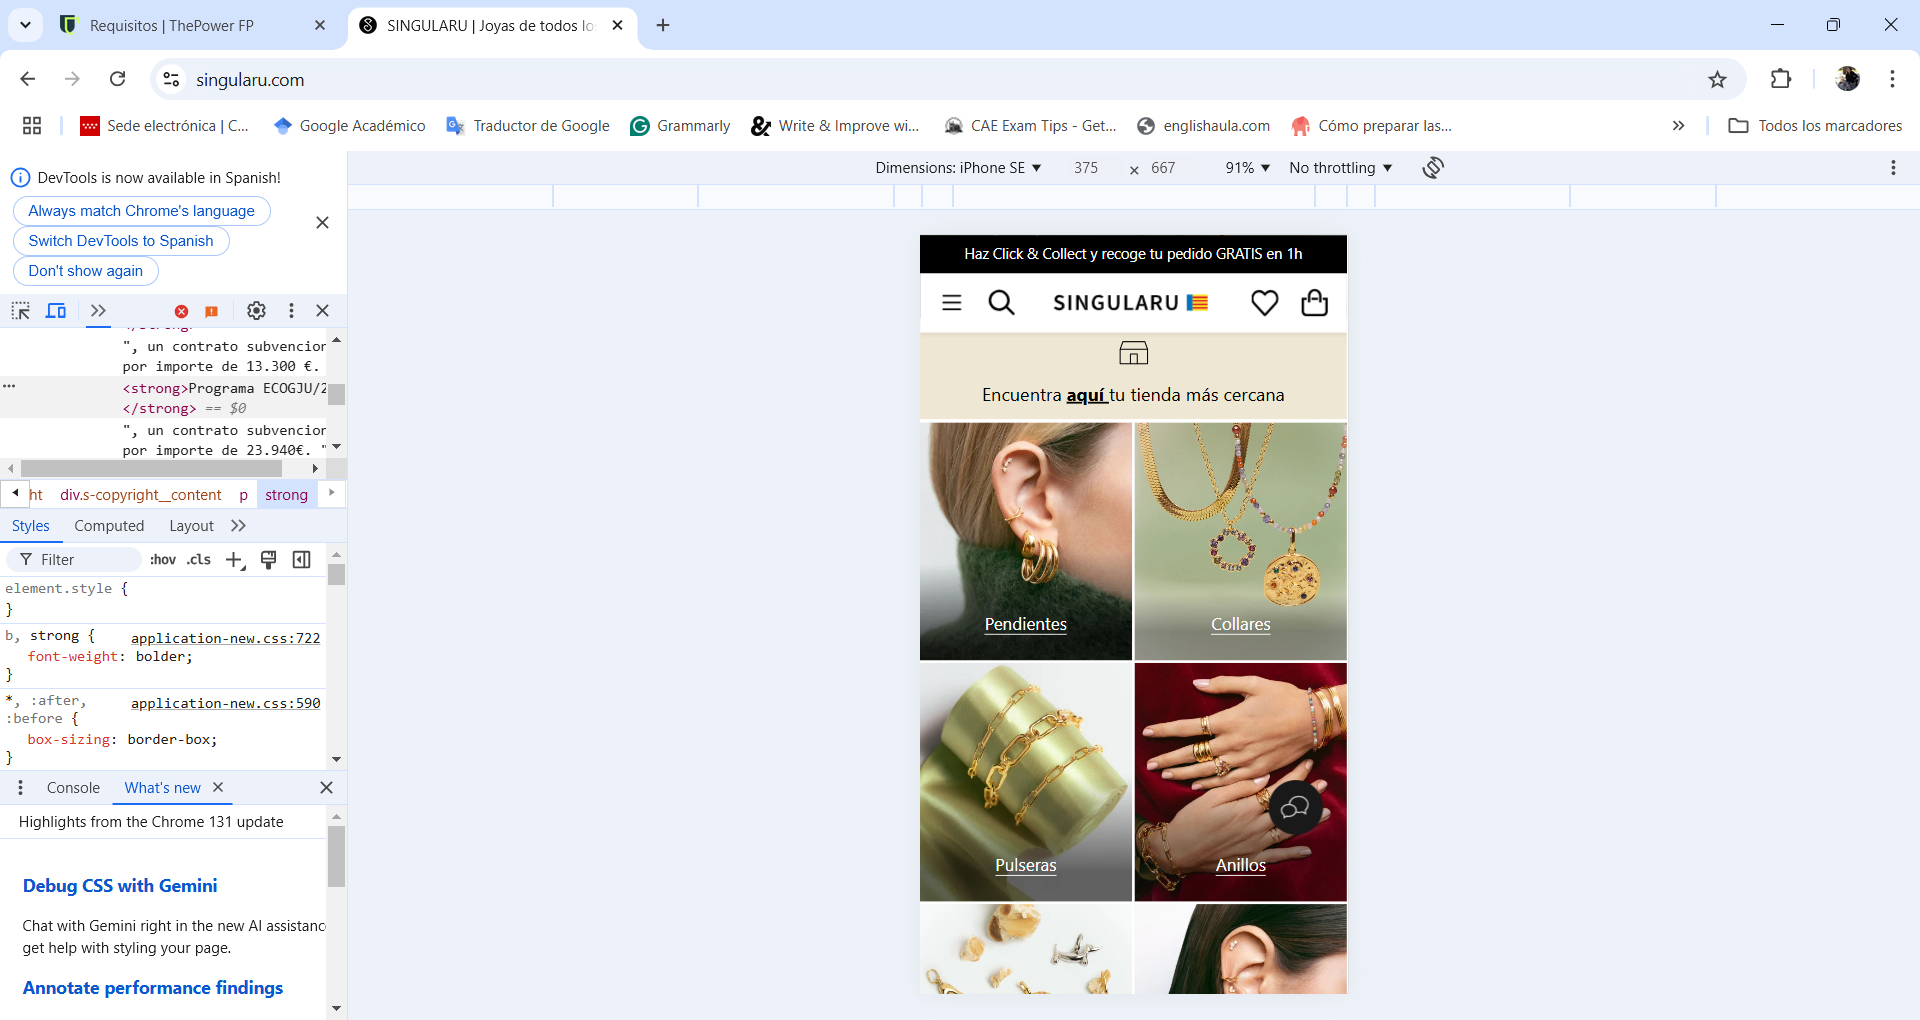 Requisitos | ThePower FP
SINGULARU | Joyas de todos lo
singularu.com
Sede electrónica | C...
Google Académico
Traductor de Google
Grammarly
Write & Improve wi...
CAE Exam Tips - Get...
englishaula.com
Cómo preparar las...
Todos los marcadores
DevTools is now available in Spanish!
Always match Chrome's language
Switch DevTools to Spanish
Don't show again
Dimensions: iPhone SE
375 × 667
91%
No throttling
", un contrato subvencion
por importe de 13.300 €.
<strong>Programa ECOGJU/2
</strong> == $0
", un contrato subvencion
por importe de 23.940€. "
ht div.s-copyright__content p strong
Styles Computed Layout
Filter :hov .cls
element.style {
}
b, strong { application-new.css:722
font-weight: bolder;
}
*, :after, application-new.css:590
:before {
box-sizing: border-box;
}
Console What's new
Highlights from the Chrome 131 update
Debug CSS with Gemini
Chat with Gemini right in the new AI assistanc
get help with styling your page.
Annotate performance findings
Haz Click & Collect y recoge tu pedido GRATIS en 1h
SINGULARU
Encuentra aquí tu tienda más cercana
Pendientes
Collares
Pulseras
Anillos